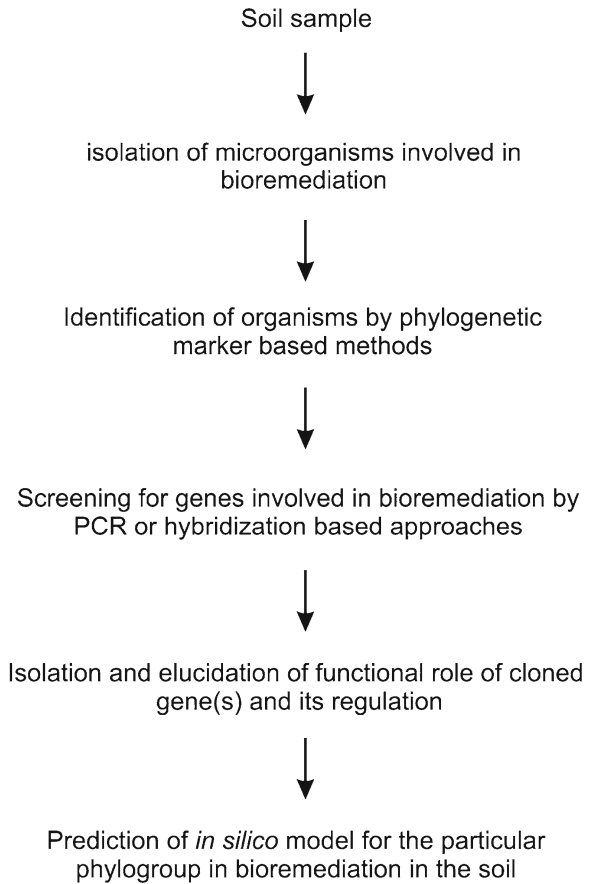 Soil sample
isolation of microorganisms involved in
bioremediation
Identification of organisms by phylogenetic
marker based methods
Screening for genes involved in bioremediation by
PCR or hybridization based approaches
Isolation and elucidation of functional role of cloned
gene(s) and its regulation
Prediction of in silico model for the particular
phylogroup in bioremediation in the soil